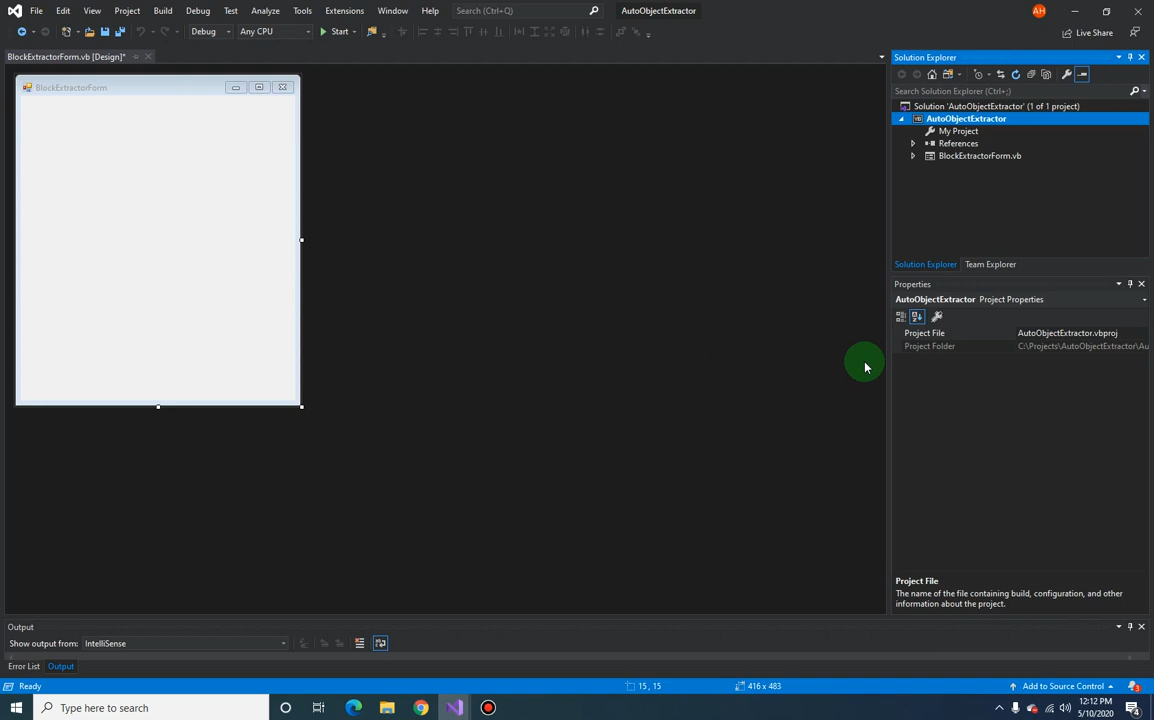 File Edit View Project Build Debug Test Analyze Tools Extensions Window Help Search (Ctrl+Q) AutoObjectExtractor AH
Debug Any CPU Start Live Share
BlockExtractorForm.vb [Design]*
BlockExtractorForm
Solution Explorer
Search Solution Explorer (Ctrl+;)
Solution 'AutoObjectExtractor' (1 of 1 project)
VB AutoObjectExtractor
My Project
References
BlockExtractorForm.vb
Solution Explorer Team Explorer
Properties
AutoObjectExtractor Project Properties
Project File AutoObjectExtractor.vbproj
Project Folder C:\Projects\AutoObjectExtractor\Au
Project File
The name of the file containing build, configuration, and other
information about the project.
Output
Show output from: IntelliSense
Error List Output
Ready 15 , 15 416 x 483 Add to Source Control 3
Type here to search 12:12 PM
5/10/2020 4